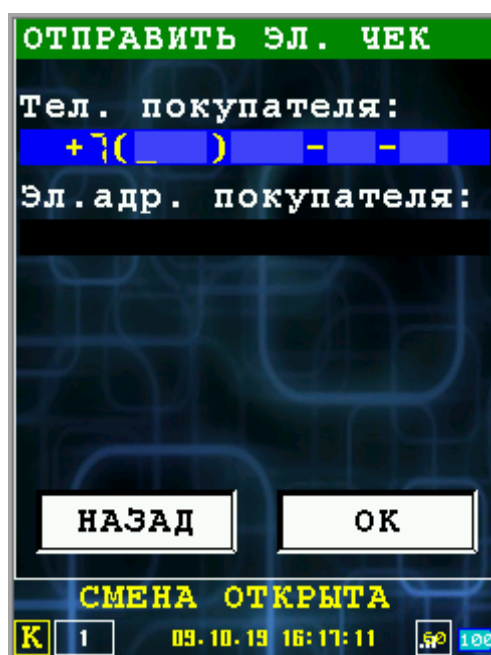 ОТПРАВИТЬ ЭЛ. ЧЕК
Тел. покупателя:
+7(_   )   -  -
Эл.адр. покупателя:
НАЗАД ОК
СМЕНА ОТКРЫТА
К 1 09.10.19 16:17:11 100